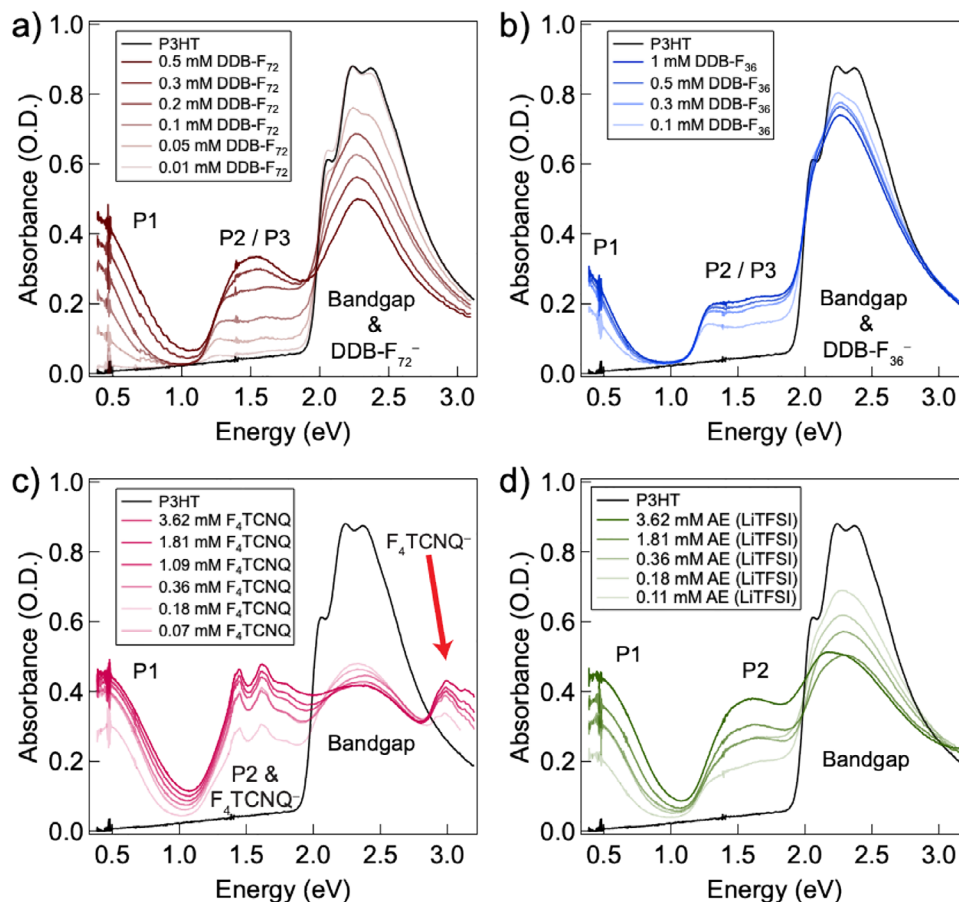 a)
P3HT
0.5 mM DDB-F₇₂
0.3 mM DDB-F₇₂
0.2 mM DDB-F₇₂
0.1 mM DDB-F₇₂
0.05 mM DDB-F₇₂
0.01 mM DDB-F₇₂
P1
P2 / P3
Bandgap
&
DDB-F₇₂⁻
Absorbance (O.D.)
1.0
0.8
0.6
0.4
0.2
0.0
0.5 1.0 1.5 2.0 2.5 3.0
Energy (eV)
b)
P3HT
1 mM DDB-F₃₆
0.5 mM DDB-F₃₆
0.3 mM DDB-F₃₆
0.1 mM DDB-F₃₆
P1
P2 / P3
Bandgap
&
DDB-F₃₆⁻
Absorbance (O.D.)
1.0
0.8
0.6
0.4
0.2
0.0
0.5 1.0 1.5 2.0 2.5 3.0
Energy (eV)
c)
P3HT
3.62 mM F₄TCNQ
1.81 mM F₄TCNQ
1.09 mM F₄TCNQ
0.36 mM F₄TCNQ
0.18 mM F₄TCNQ
0.07 mM F₄TCNQ
F₄TCNQ⁻
P1
P2 &
F₄TCNQ⁻
Bandgap
Absorbance (O.D.)
1.0
0.8
0.6
0.4
0.2
0.0
0.5 1.0 1.5 2.0 2.5 3.0
Energy (eV)
d)
P3HT
3.62 mM AE (LiTFSI)
1.81 mM AE (LiTFSI)
0.36 mM AE (LiTFSI)
0.18 mM AE (LiTFSI)
0.11 mM AE (LiTFSI)
P1
P2
Bandgap
Absorbance (O.D.)
1.0
0.8
0.6
0.4
0.2
0.0
0.5 1.0 1.5 2.0 2.5 3.0
Energy (eV)